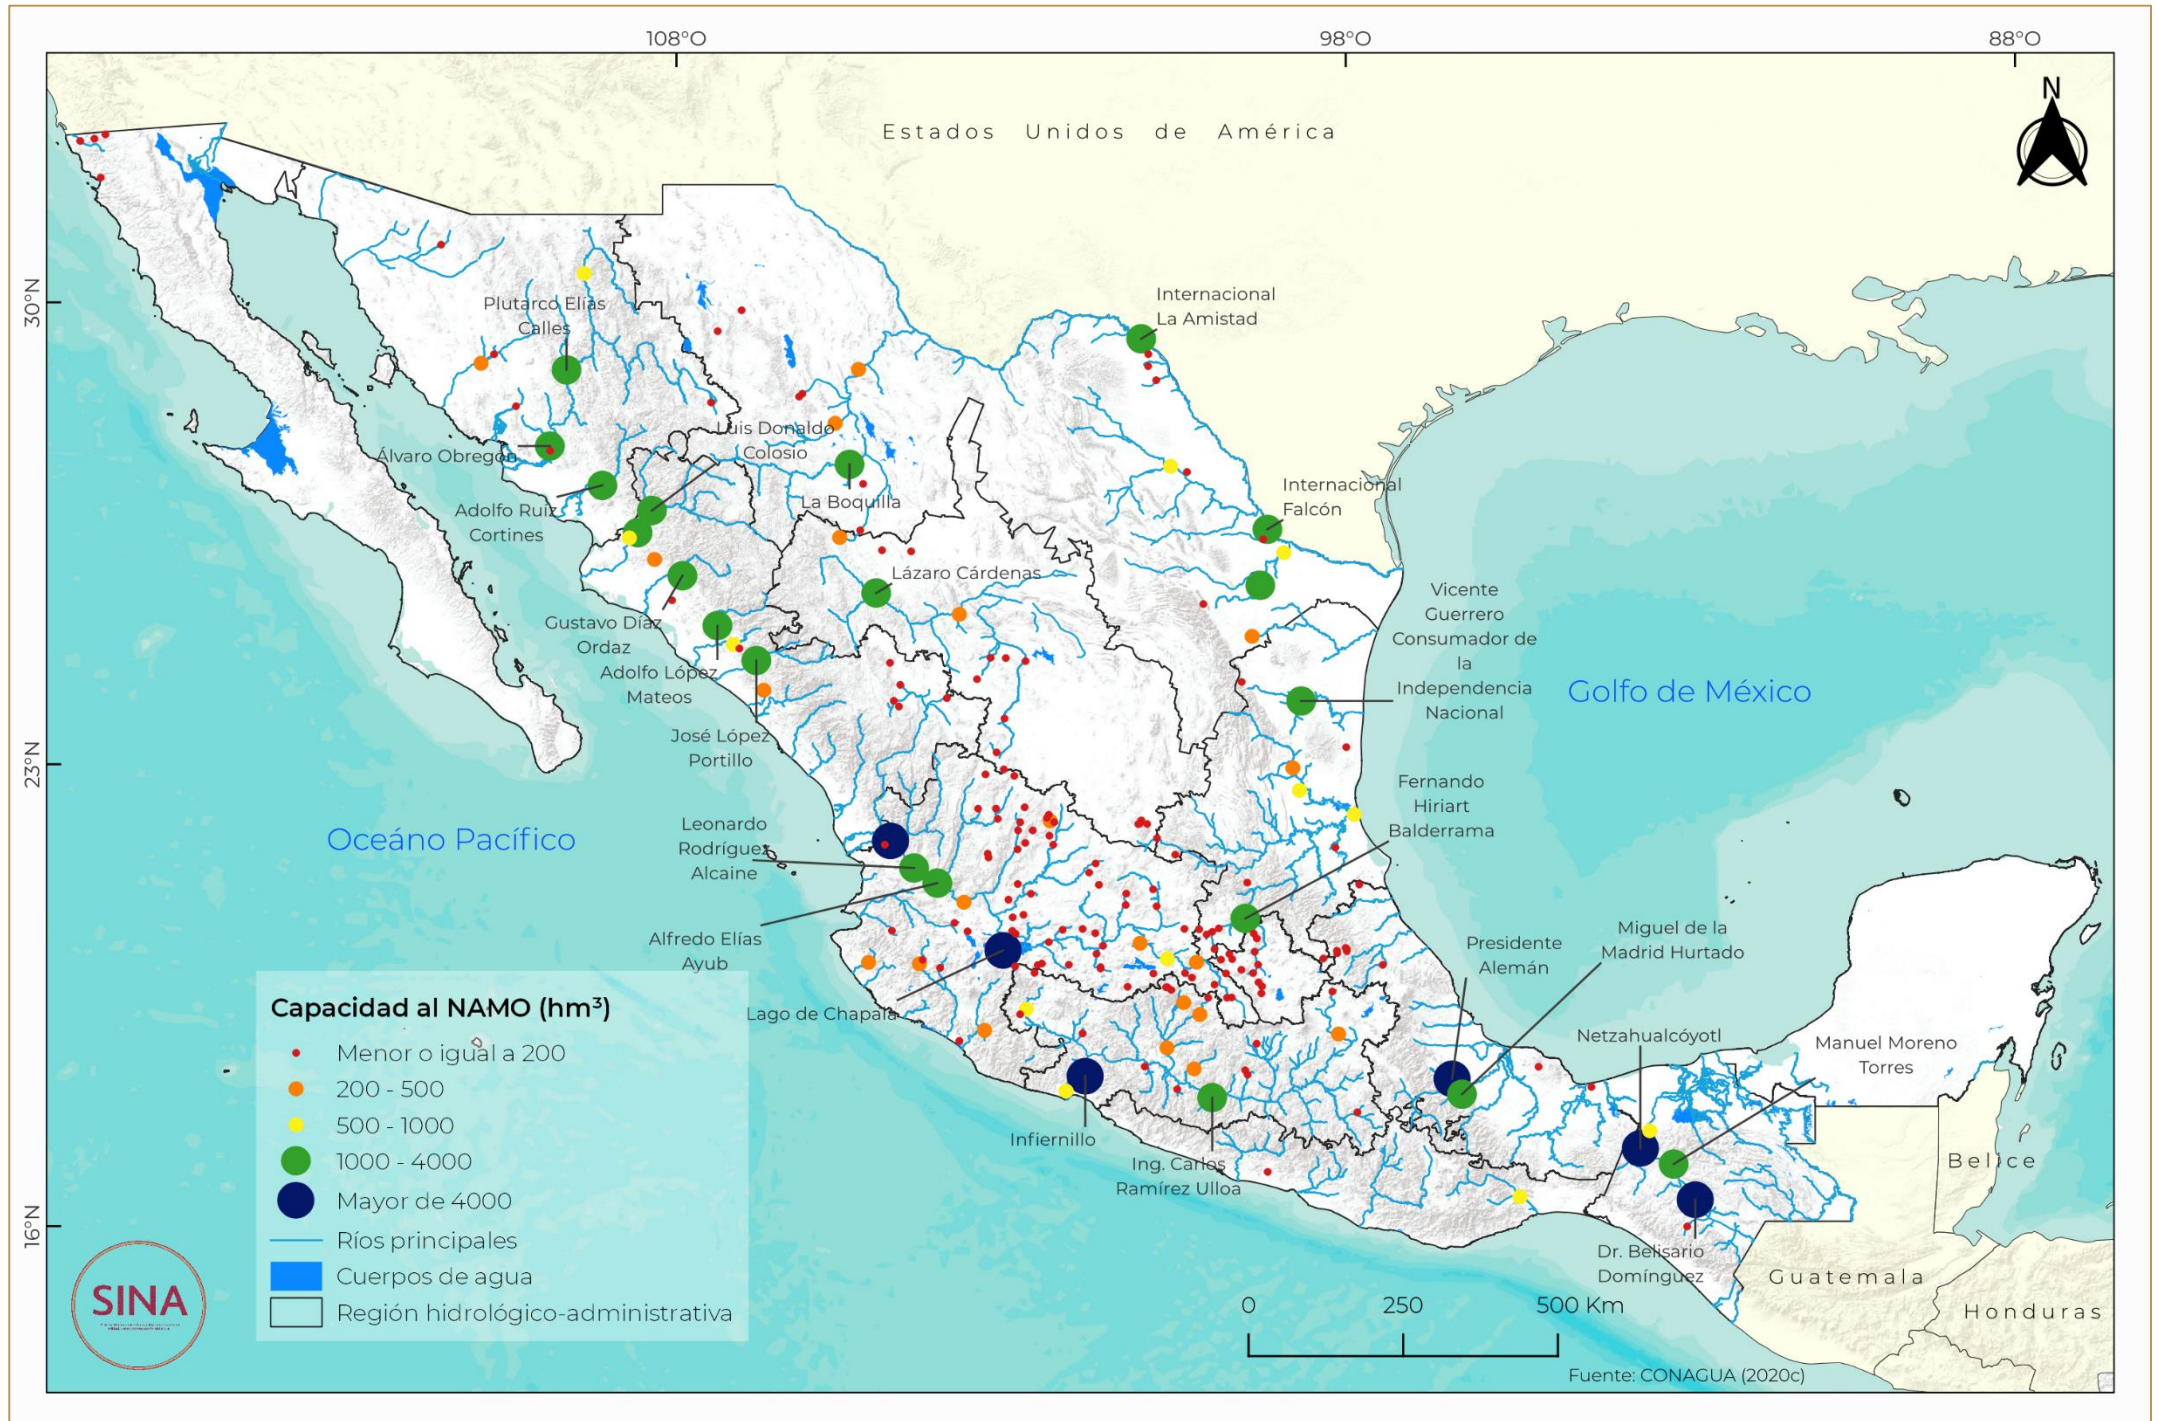 108°O
98°O
88°O
N
Estados Unidos de América
30°N
23°N
16°N
Internacional
La Amistad
Plutarco Elías
Calles
Luis Donaldo
Colosio
Álvaro Obregón
La Boquilla
Internacional
Falcón
Adolfo Ruiz
Cortines
Lázaro Cárdenas
Vicente
Guerrero
Consumador de
la
Independencia
Nacional
Gustavo Díaz
Ordaz
Adolfo López
Mateos
Golfo de México
José López
Portillo
Fernando
Hiriart
Balderrama
Leonardo
Rodríguez
Alcaine
Oceáno Pacífico
Alfredo Elías
Ayub
Presidente
Alemán
Miguel de la
Madrid Hurtado
Lago de Chapala
Netzahualcóyotl
Manuel Moreno
Torres
Infiernillo
Ing. Carlos
Ramírez Ulloa
Belice
Dr. Belisario
Domínguez
Guatemala
Honduras
Capacidad al NAMO (hm³)
Menor o igual a 200
200 - 500
500 - 1000
1000 - 4000
Mayor de 4000
Ríos principales
Cuerpos de agua
Región hidrológico-administrativa
SINA
0 250 500 Km
Fuente: CONAGUA (2020c)